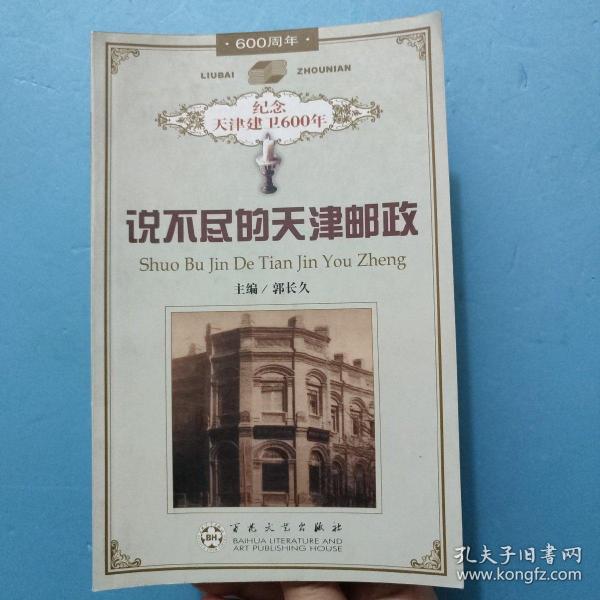 ·600周年·
LIUBAI ZHOUNIAN
纪念
天津建卫600年
说不尽的天津邮政
Shuo Bu Jin De Tian Jin You Zheng
主编/郭长久
BH
百花文艺出版社
BAIHUA LITERATURE AND
ART PUBLISHING HOUSE
孔夫子旧书网
www.kongfz.com